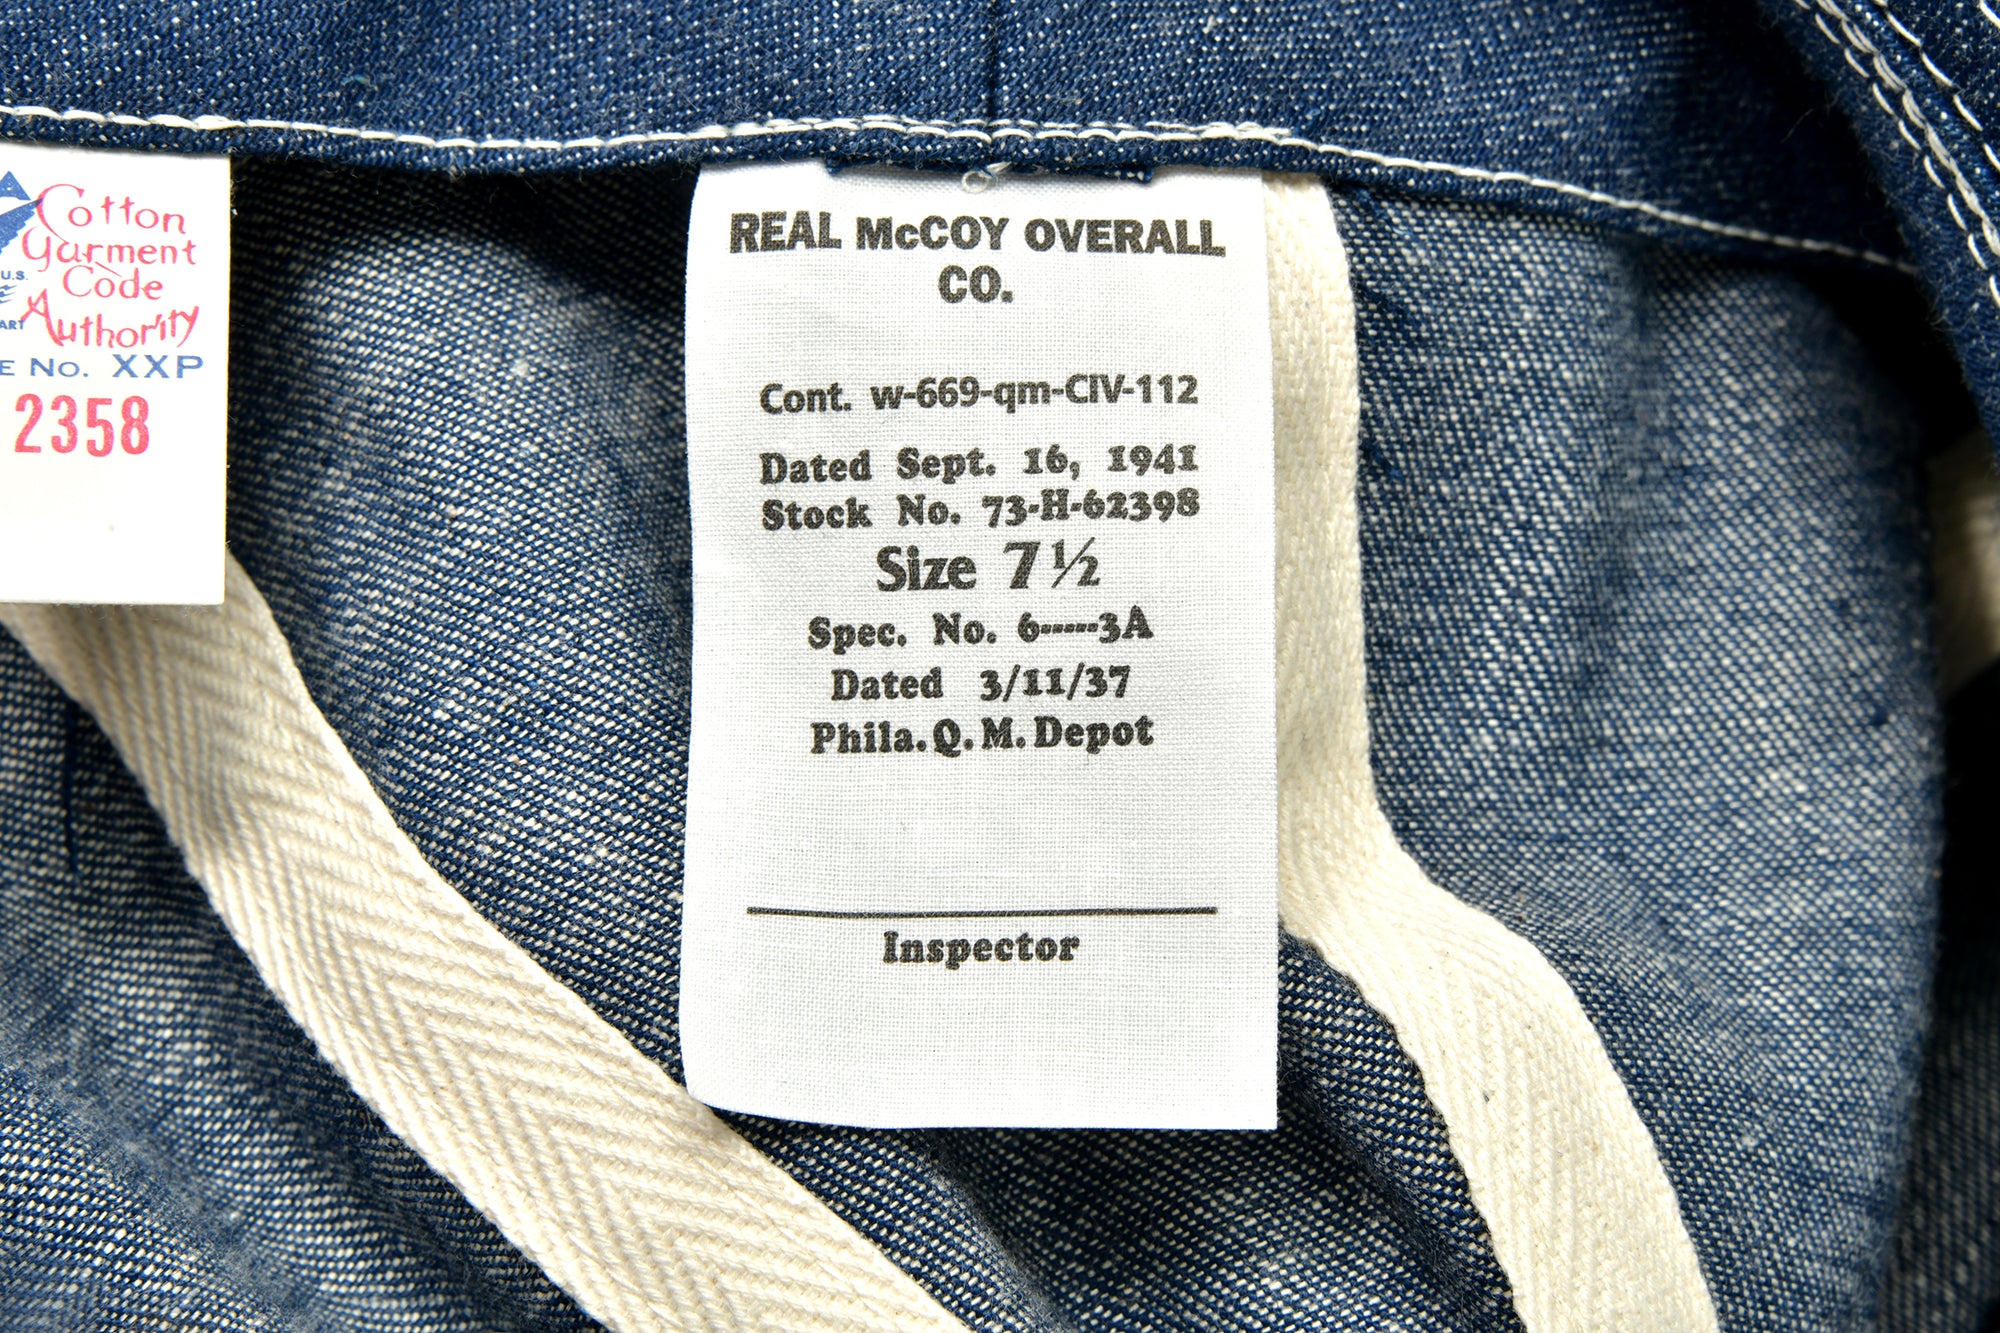 Cotton
Garment
Code
Authority
U.S.
ART
E No. XXP
2358
REAL McCOY OVERALL
CO.
Cont. w-669-qm-CIV-112
Dated Sept. 16, 1941
Stock No. 73-H-62398
Size 7½
Spec. No. 6-----3A
Dated 3/11/37
Phila. Q. M. Depot
Inspector